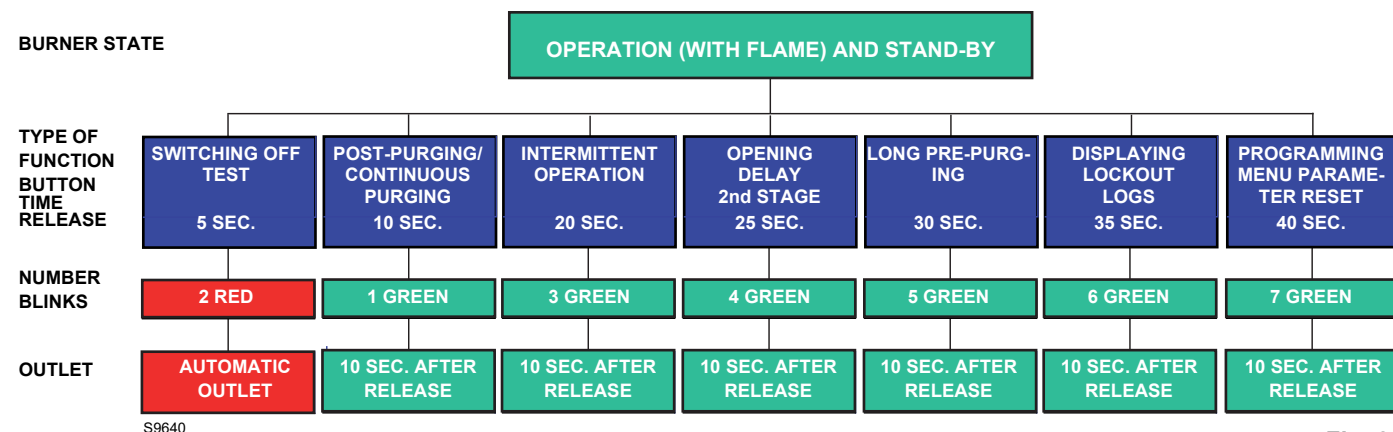 BURNER STATE
OPERATION (WITH FLAME) AND STAND-BY
TYPE OF
FUNCTION
BUTTON
TIME
RELEASE
SWITCHING OFF
TEST
5 SEC.
POST-PURGING/
CONTINUOUS
PURGING
10 SEC.
INTERMITTENT
OPERATION
20 SEC.
OPENING
DELAY
2nd STAGE
25 SEC.
LONG PRE-PURG-
ING
30 SEC.
DISPLAYING
LOCKOUT
LOGS
35 SEC.
PROGRAMMING
MENU PARAME-
TER RESET
40 SEC.
NUMBER
BLINKS
2 RED
1 GREEN
3 GREEN
4 GREEN
5 GREEN
6 GREEN
7 GREEN
OUTLET
AUTOMATIC
OUTLET
10 SEC. AFTER
RELEASE
10 SEC. AFTER
RELEASE
10 SEC. AFTER
RELEASE
10 SEC. AFTER
RELEASE
10 SEC. AFTER
RELEASE
10 SEC. AFTER
RELEASE
S9640